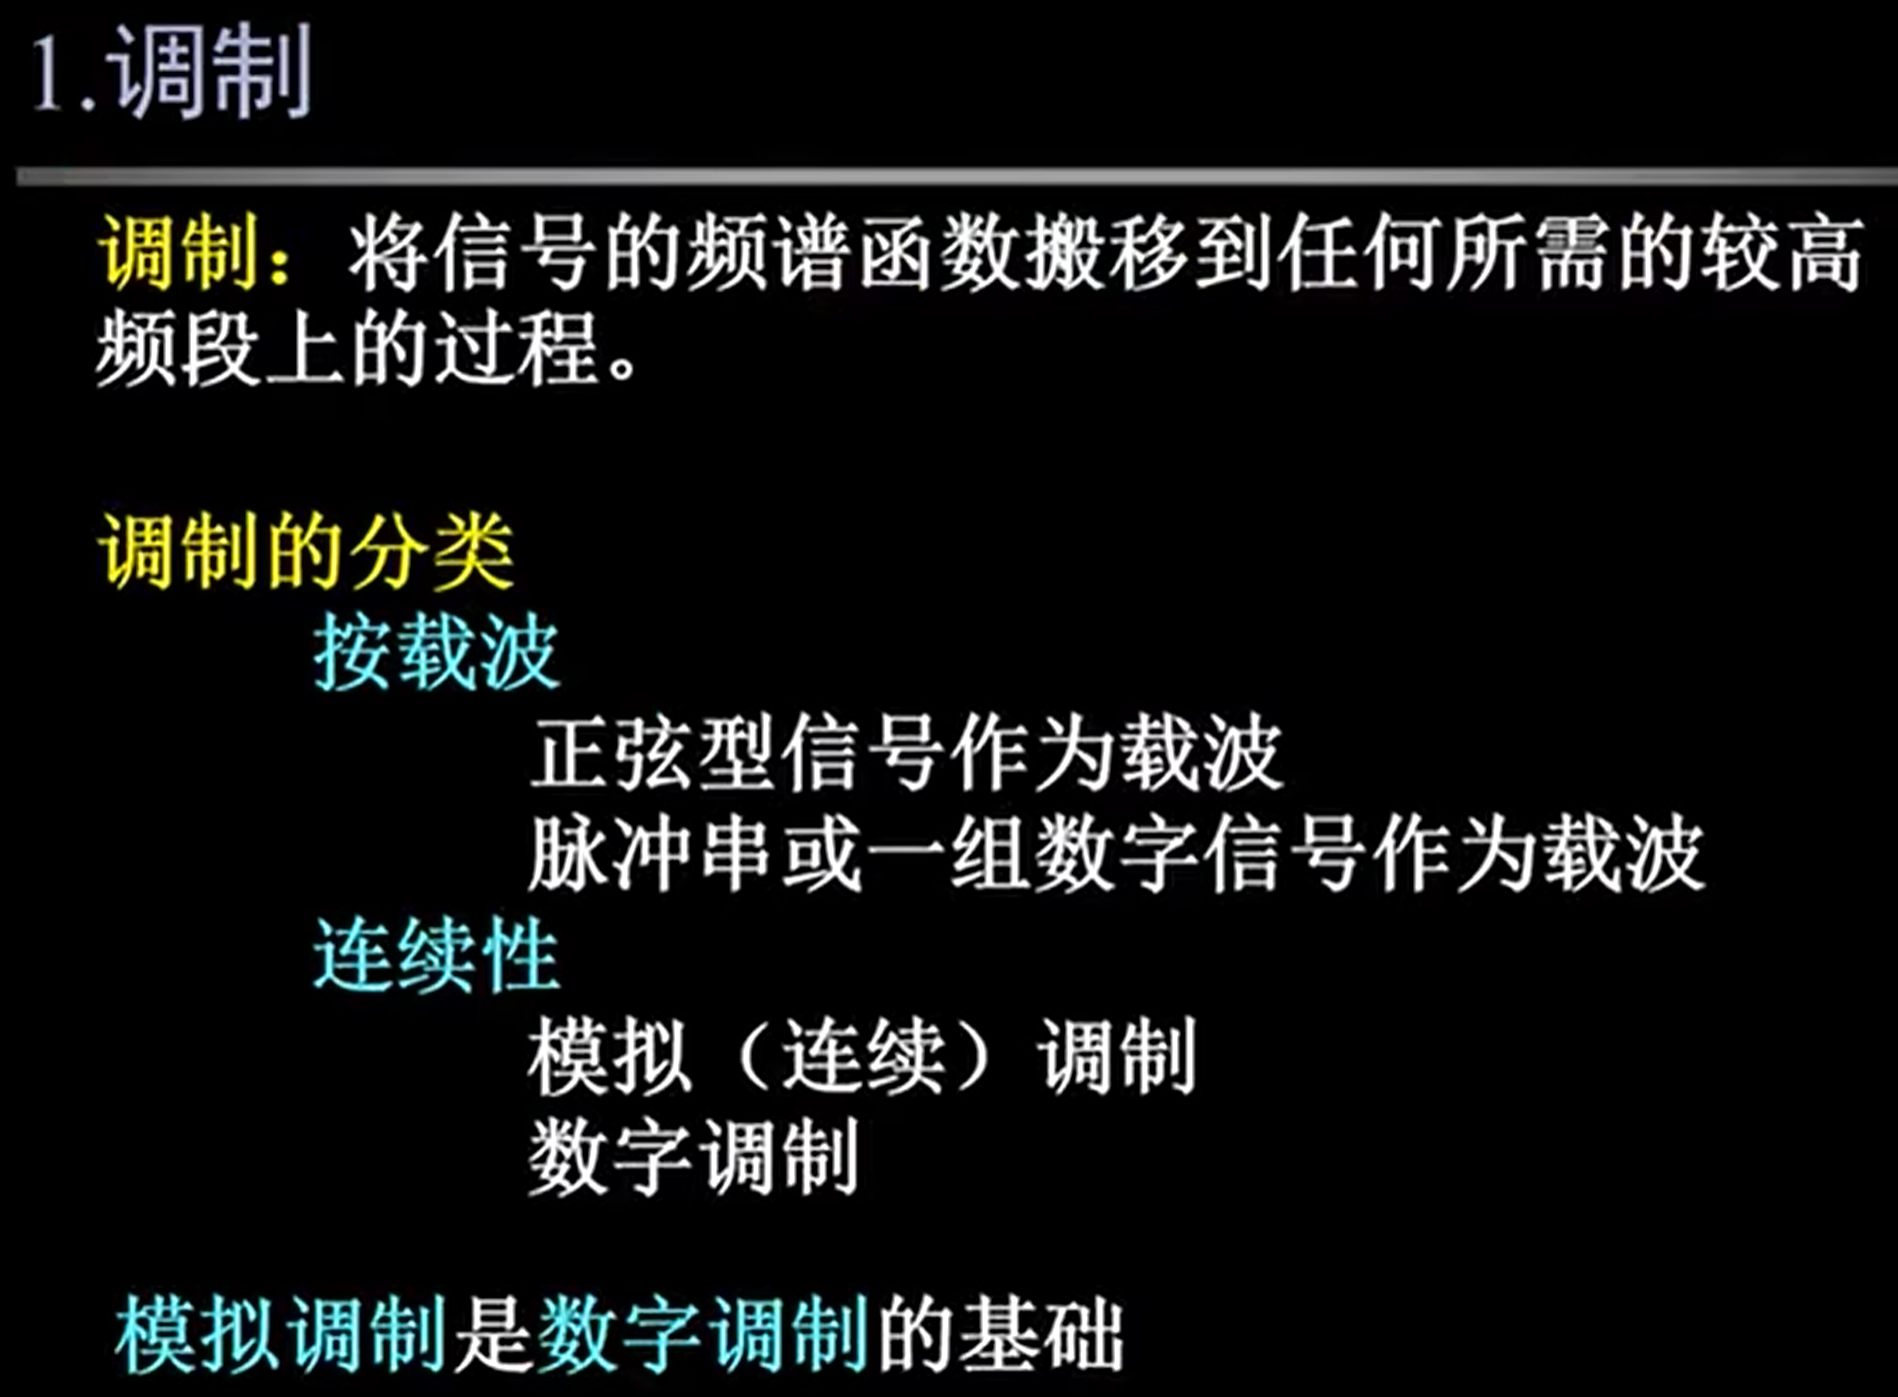 1.调制
调制：将信号的频谱函数搬移到任何所需的较高
频段上的过程。
调制的分类
按载波
正弦型信号作为载波
脉冲串或一组数字信号作为载波
连续性
模拟（连续）调制
数字调制
模拟调制是数字调制的基础